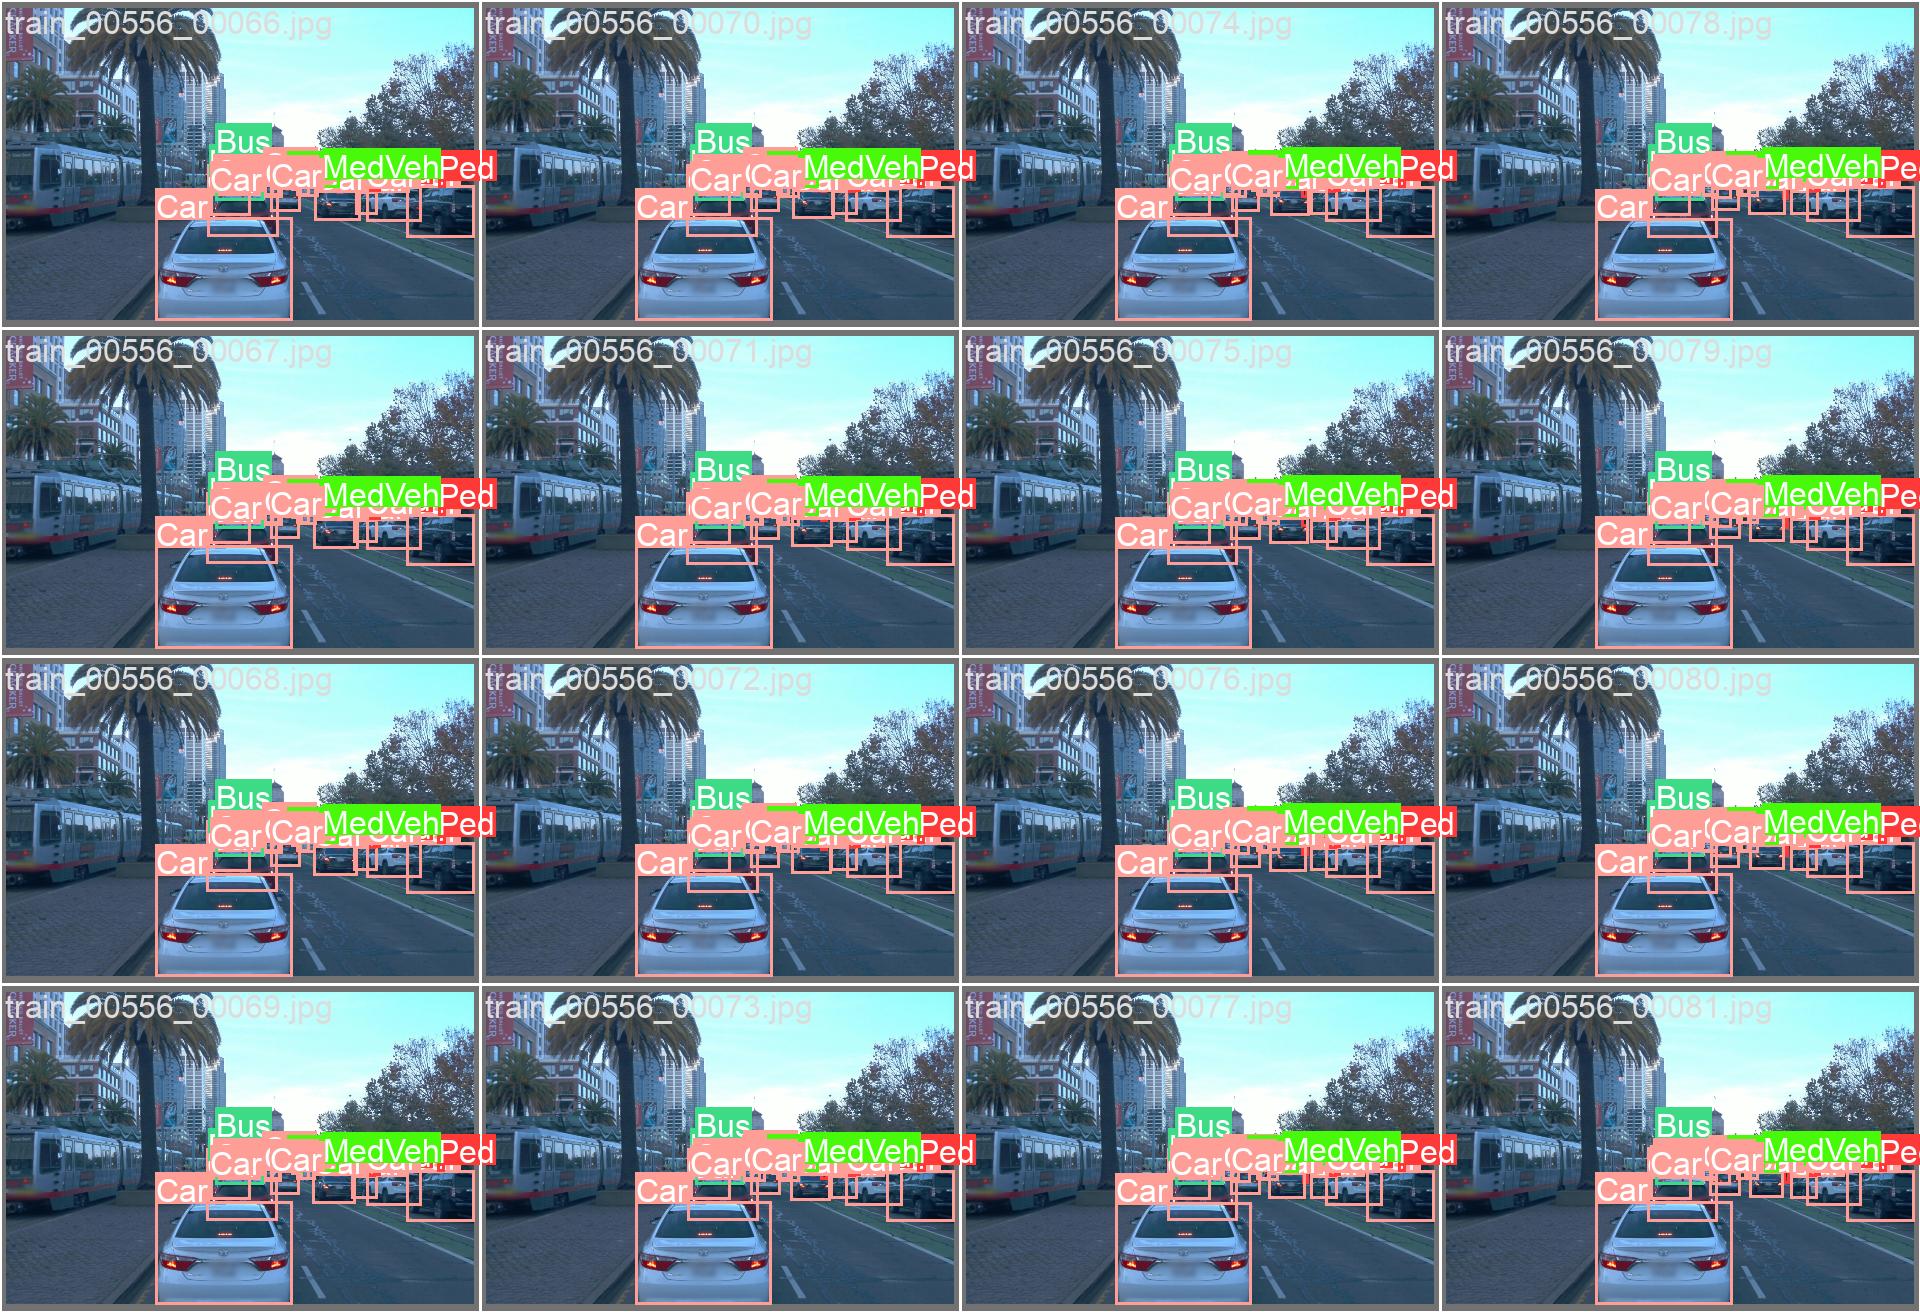 train_00556_00066.jpg
Bus
Car Car MedVeh Ped
Car
train_00556_00070.jpg
Bus
Car Car MedVeh Ped
Car
train_00556_00074.jpg
Bus
Car Car MedVeh Ped
Car
train_00556_00078.jpg
Bus
Car Car MedVeh Pe
Car
train_00556_00067.jpg
Bus
Car Car MedVeh Ped
Car
train_00556_00071.jpg
Bus
Car Car MedVeh Ped
Car
train_00556_00075.jpg
Bus
Car Car MedVeh Ped
Car
train_00556_00079.jpg
Bus
Car Car MedVeh Pe
Car
train_00556_00068.jpg
Bus
Car Car MedVeh Ped
Car
train_00556_00072.jpg
Bus
Car Car MedVeh Ped
Car
train_00556_00076.jpg
Bus
Car Car MedVeh Ped
Car
train_00556_00080.jpg
Bus
Car Car MedVeh Pe
Car
train_00556_00069.jpg
Bus
Car Car MedVeh Ped
Car
train_00556_00073.jpg
Bus
Car Car MedVeh Ped
Car
train_00556_00077.jpg
Bus
Car Car MedVeh Ped
Car
train_00556_00081.jpg
Bus
Car Car MedVeh Pe
Car